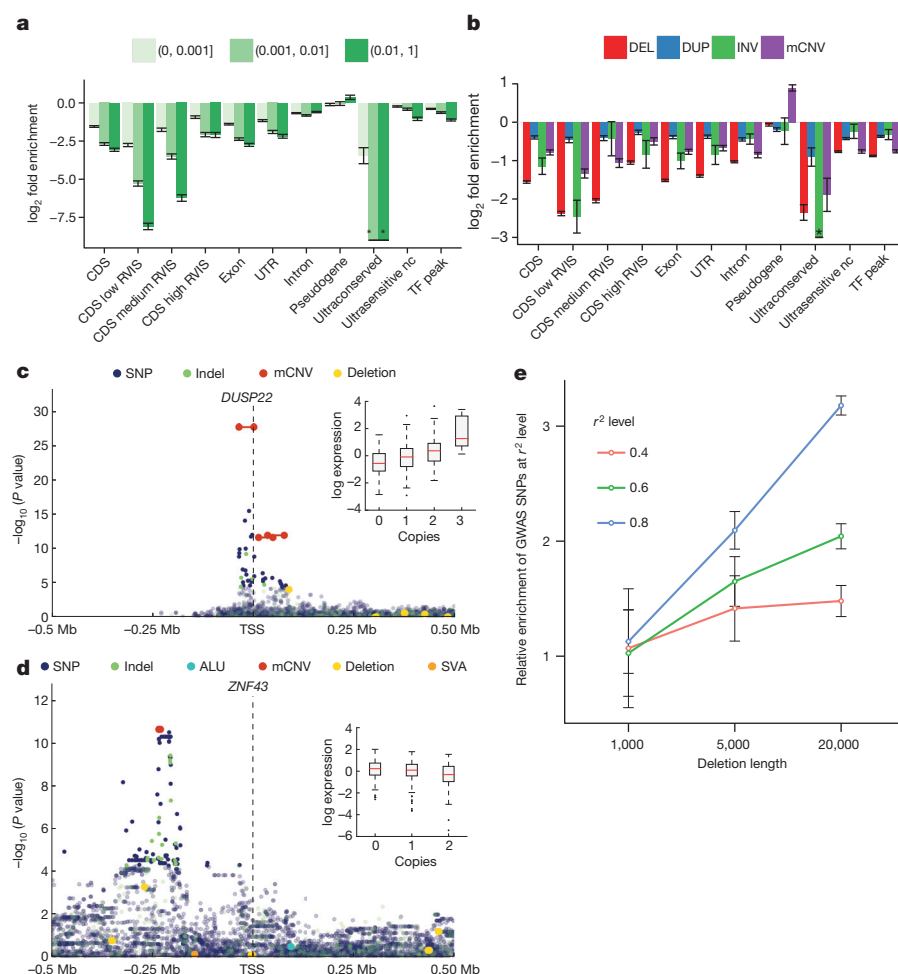 a
(0, 0.001] (0.001, 0.01] (0.01, 1]
log2 fold enrichment
0.0
−2.5
−5.0
−7.5
* *
CDS
CDS low RVIS
CDS medium RVIS
CDS high RVIS
Exon
UTR
Intron
Pseudogene
Ultraconserved
Ultrasensitive nc
TF peak
b
DEL DUP INV mCNV
log2 fold enrichment
1
0
−1
−2
−3
*
CDS
CDS low RVIS
CDS medium RVIS
CDS high RVIS
Exon
UTR
Intron
Pseudogene
Ultraconserved
Ultrasensitive nc
TF peak
c
SNP Indel mCNV Deletion
DUSP22
−log10 (P value)
30
25
20
15
10
5
0
−0.5 Mb −0.25 Mb TSS 0.25 Mb 0.50 Mb
log expression
4
2
0
−2
−4
0 1 2 3
Copies
d
SNP Indel ALU mCNV Deletion SVA
ZNF43
−log10 (P value)
12
10
8
6
4
2
0
−0.5 Mb −0.25 Mb TSS 0.25 Mb 0.50 Mb
log expression
4
2
0
−2
−4
−6
0 1 2
Copies
e
Relative enrichment of GWAS SNPs at r2 level
3
2
1
r2 level
0.4
0.6
0.8
1,000 5,000 20,000
Deletion length